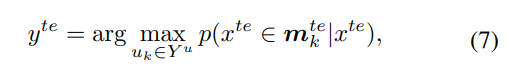 y^{te} = arg max_{u_k ∈ Y^u} p(x^{te} ∈ m_k^{te} | x^{te}), (7)